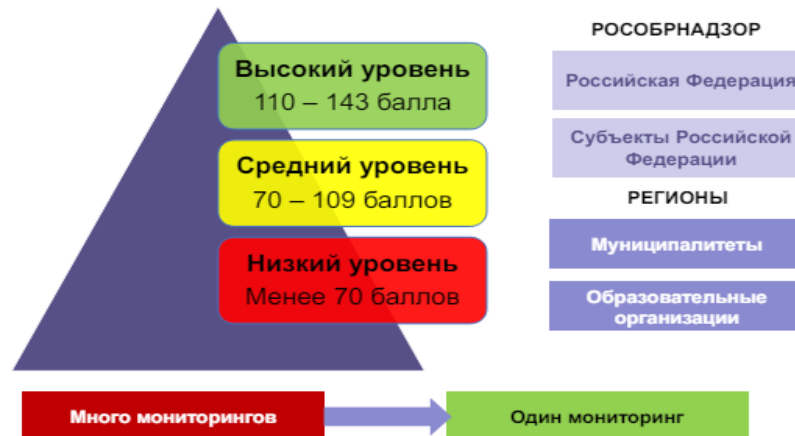 Высокий уровень
110 – 143 балла
Средний уровень
70 – 109 баллов
Низкий уровень
Менее 70 баллов
РОСОБРНАДЗОР
Российская Федерация
Субъекты Российской
Федерации
РЕГИОНЫ
Муниципалитеты
Образовательные
организации
Много мониторингов
Один мониторинг